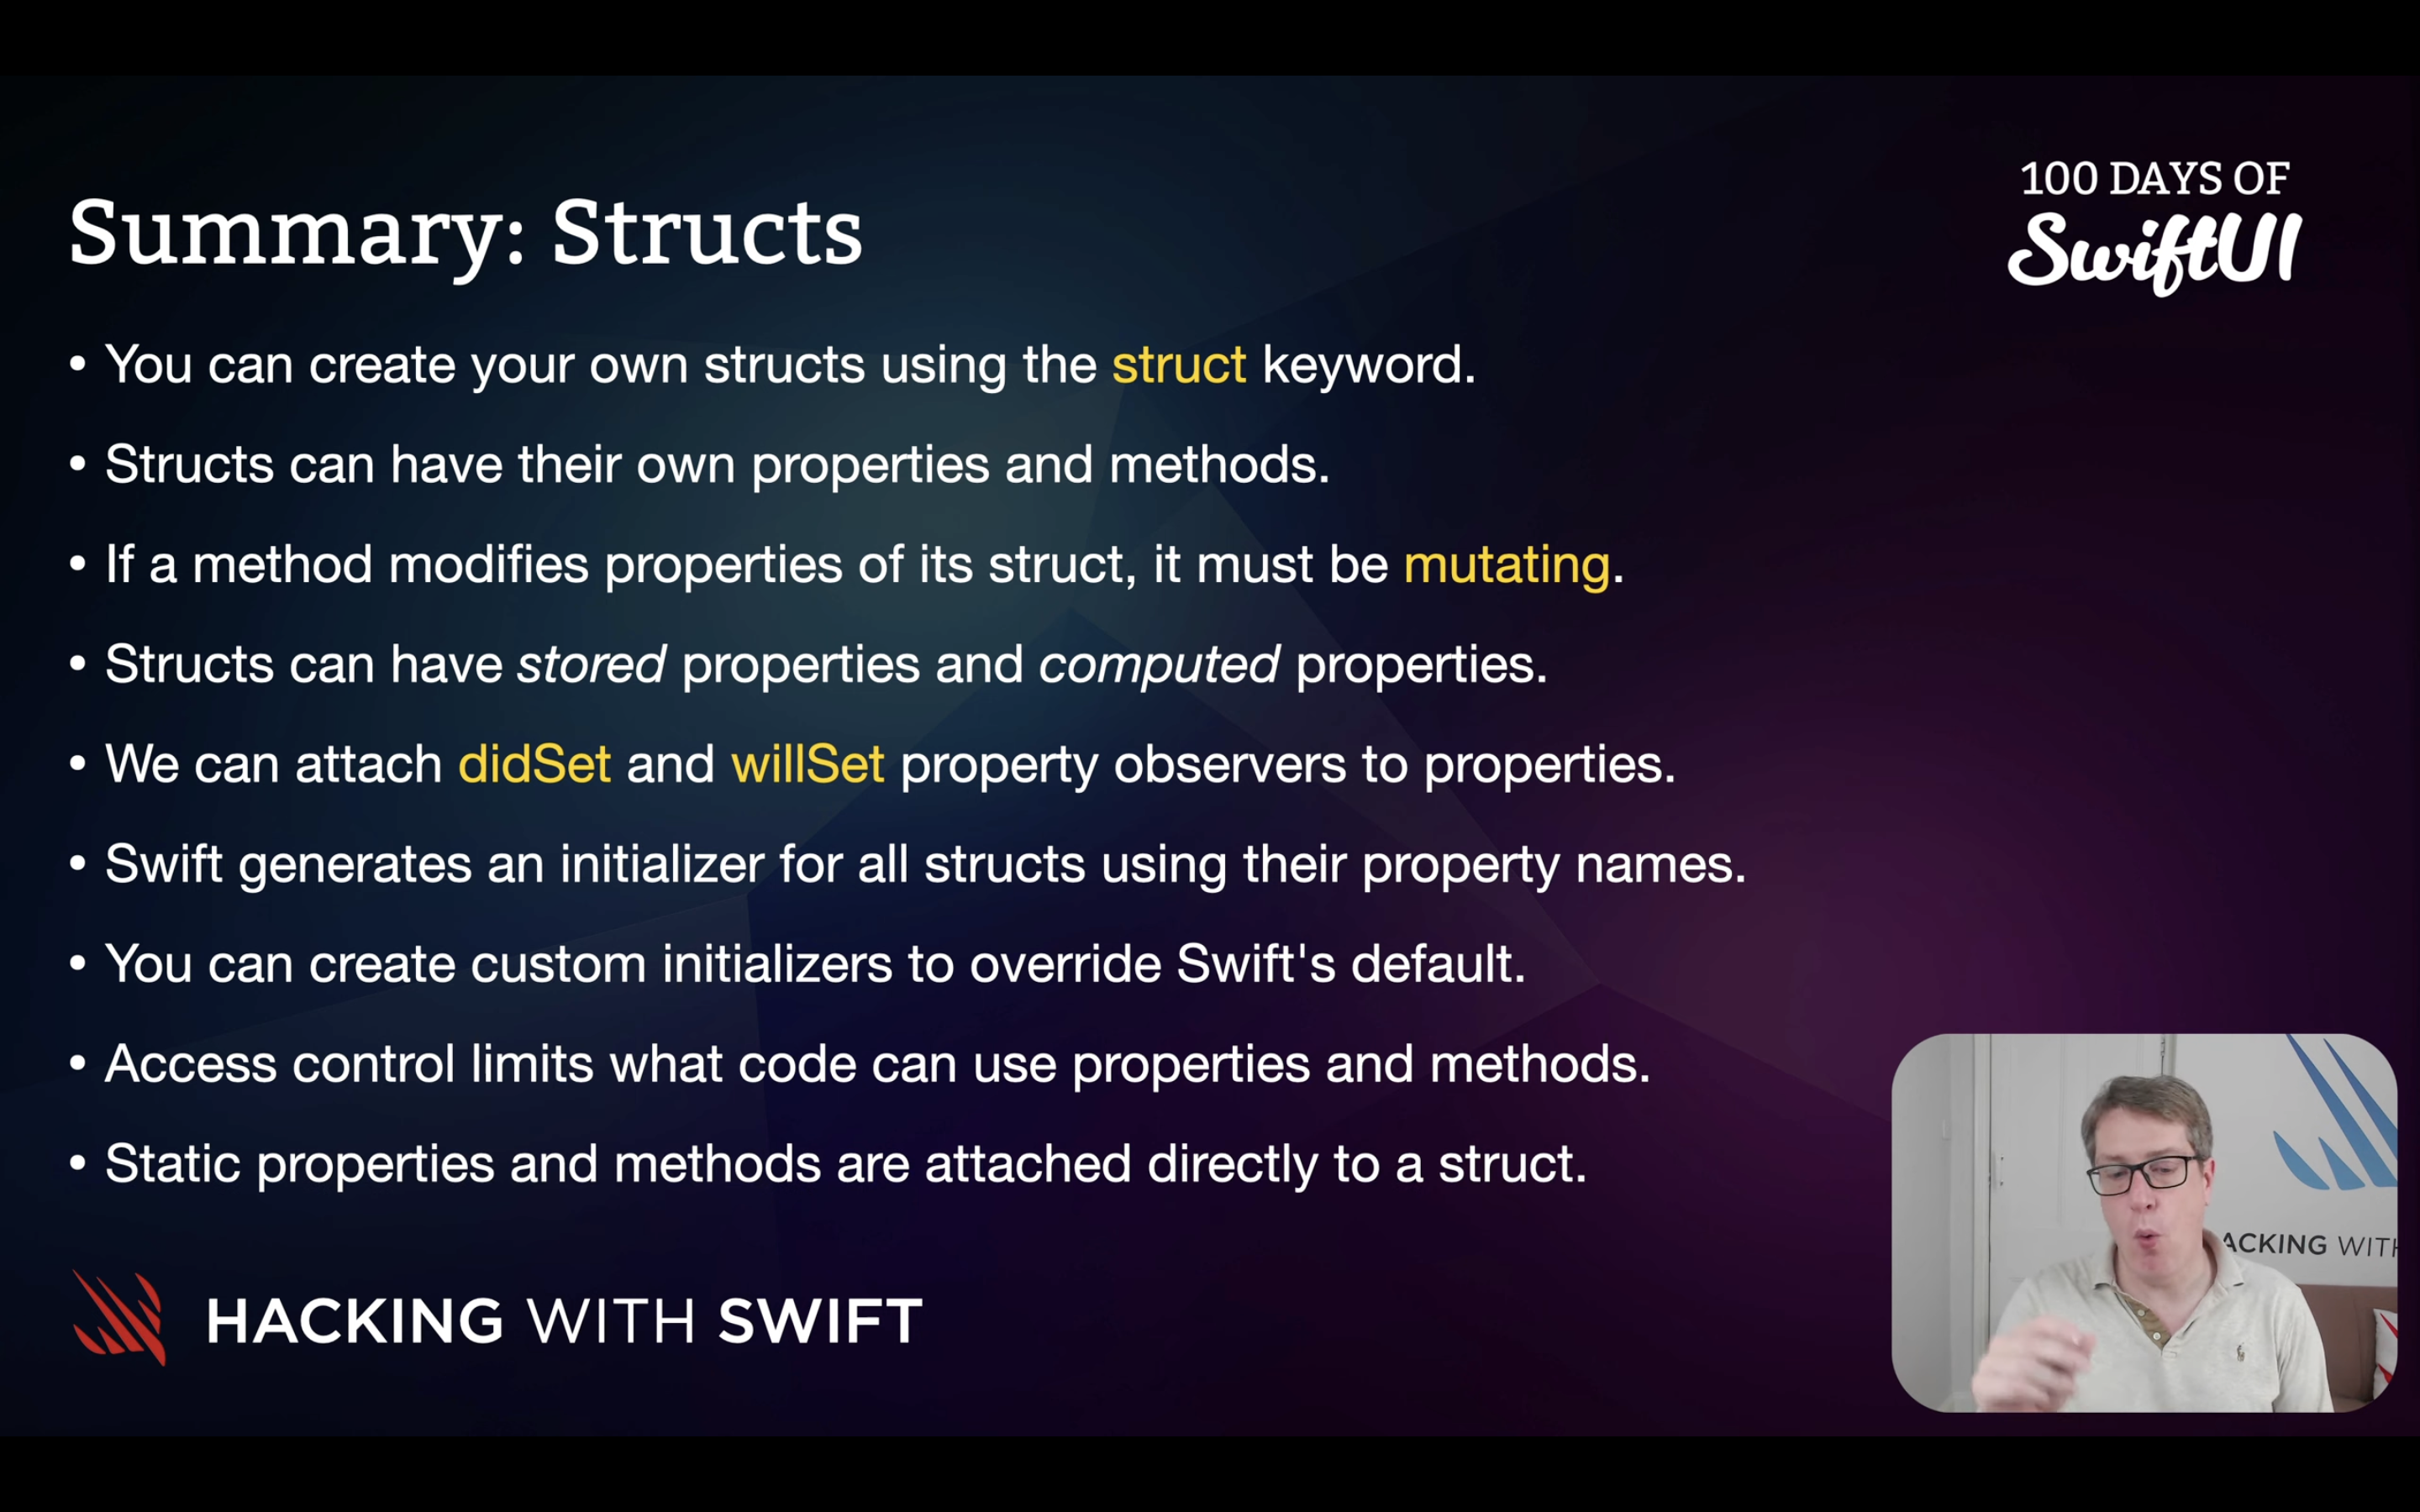 100 DAYS OF
SwiftUI
Summary: Structs
• You can create your own structs using the struct keyword.
• Structs can have their own properties and methods.
• If a method modifies properties of its struct, it must be mutating.
• Structs can have stored properties and computed properties.
• We can attach didSet and willSet property observers to properties.
• Swift generates an initializer for all structs using their property names.
• You can create custom initializers to override Swift's default.
• Access control limits what code can use properties and methods.
• Static properties and methods are attached directly to a struct.
ACKING WITH
HACKING WITH SWIFT